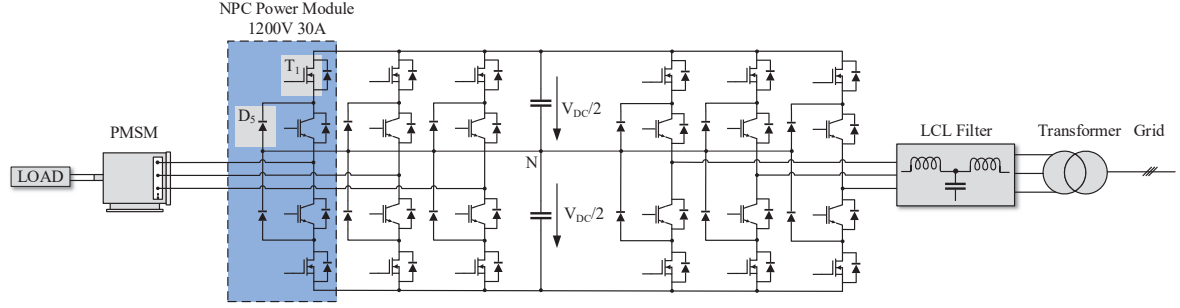 NPC Power Module
1200V 30A
T1
D5
PMSM
LOAD
VDC/2
N
VDC/2
LCL Filter
Transformer
Grid